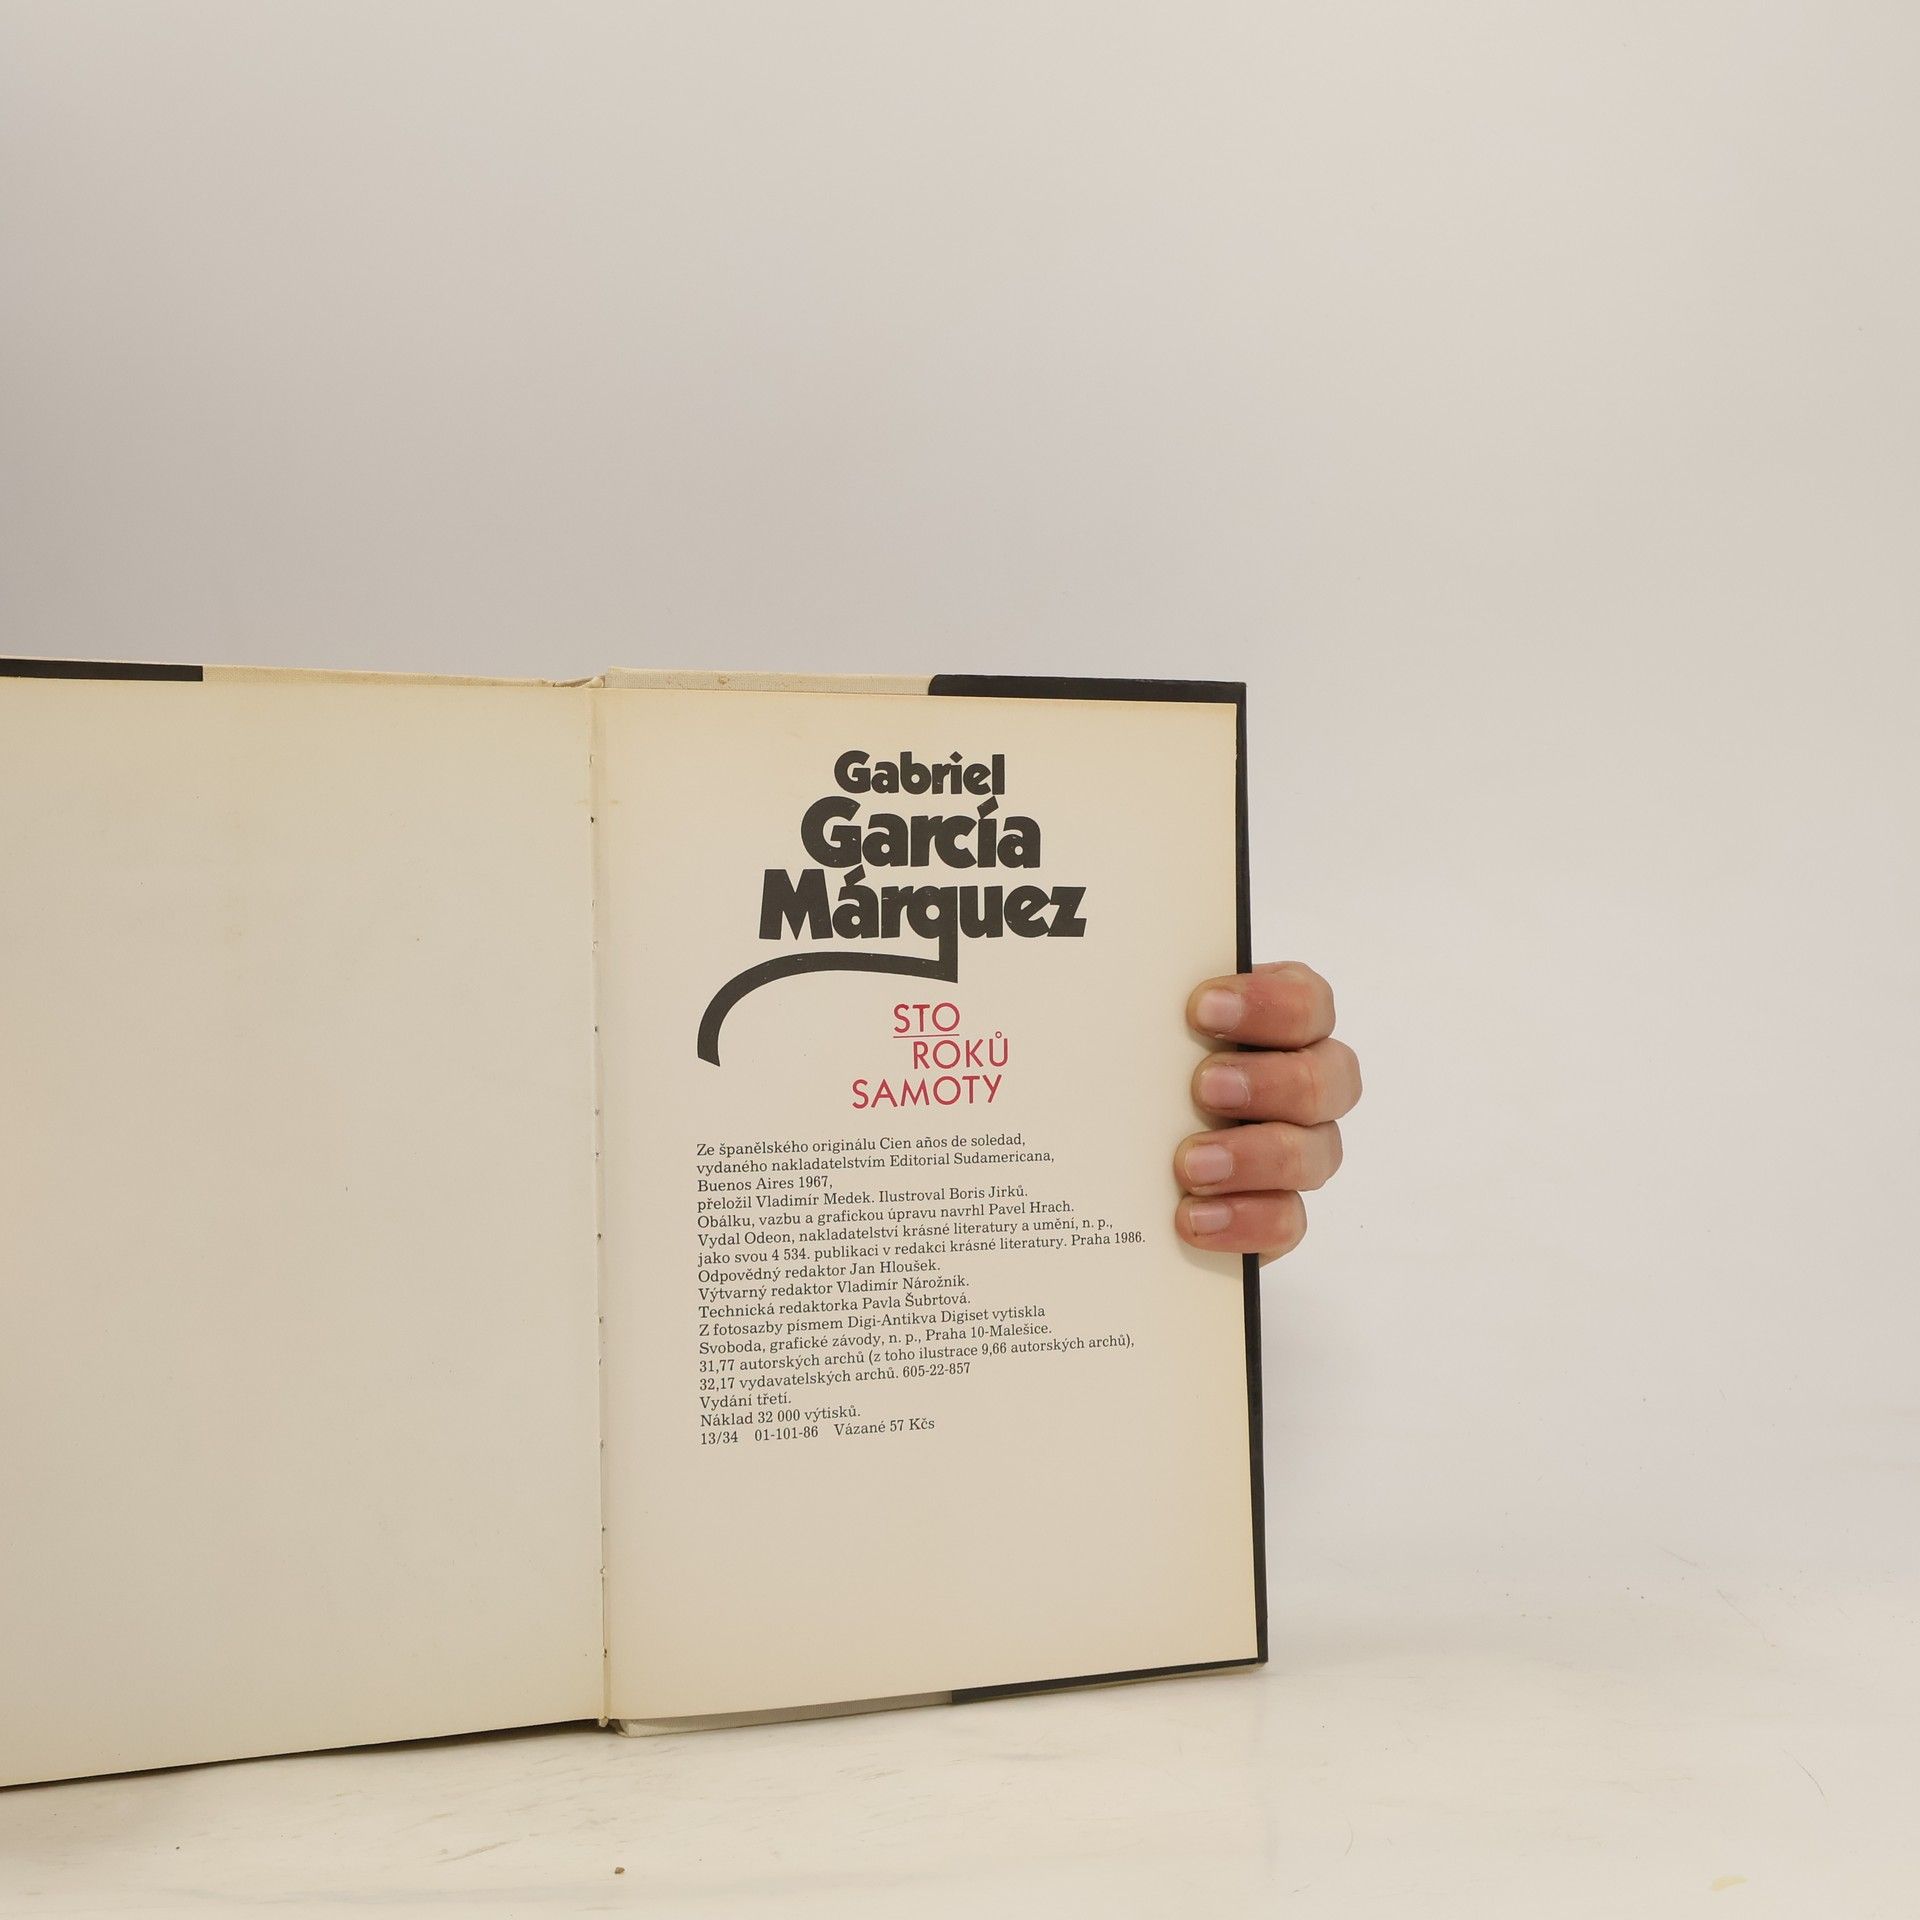 Gabriel
García
Márquez
STO
ROKŮ
SAMOTY
Ze španělského originálu Cien años de soledad,
vydaného nakladatelstvím Editorial Sudamericana,
Buenos Aires 1967,
přeložil Vladimír Medek. Ilustroval Boris Jirků.
Obálku, vazbu a grafickou úpravu navrhl Pavel Hrach.
Vydal Odeon, nakladatelství krásné literatury a umění, n. p.,
jako svou 4 534. publikaci v redakci krásné literatury. Praha 1986.
Odpovědný redaktor Jan Hloušek.
Výtvarný redaktor Vladimír Nárožník.
Technická redaktorka Pavla Šubrtová.
Z fotosazby písmem Digi-Antikva Digiset vytiskla
Svoboda, grafické závody, n. p., Praha 10-Malešice.
31,77 autorských archů (z toho ilustrace 9,66 autorských archů),
32,17 vydavatelských archů. 605-22-857
Vydání třetí.
Náklad 32 000 výtisků.
13/34 01-101-86 Vázané 57 Kčs